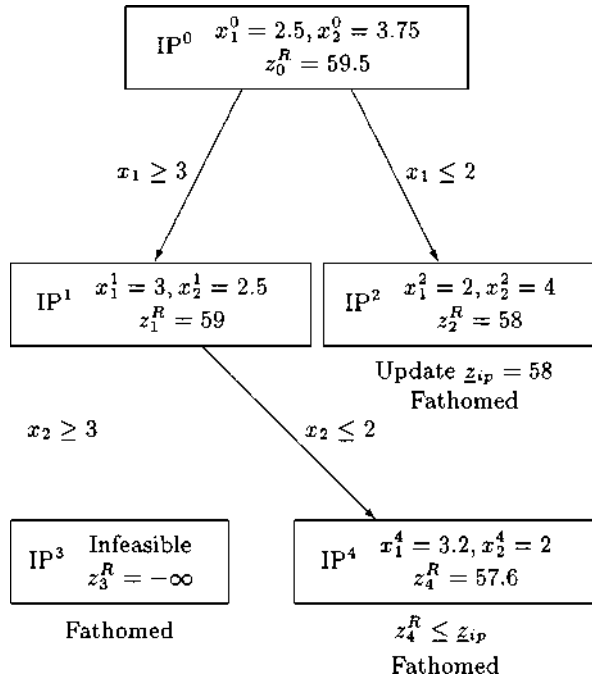 IP⁰ x₁⁰ = 2.5, x₂⁰ = 3.75
z₀ᴿ = 59.5
x₁ ≥ 3
x₁ ≤ 2
IP¹ x₁¹ = 3, x₂¹ = 2.5
z₁ᴿ = 59
IP² x₁² = 2, x₂² = 4
z₂ᴿ = 58
Update z̲ᵢₚ = 58
Fathomed
x₂ ≥ 3
x₂ ≤ 2
IP³ Infeasible
z₃ᴿ = −∞
Fathomed
IP⁴ x₁⁴ = 3.2, x₂⁴ = 2
z₄ᴿ = 57.6
z₄ᴿ ≤ z̲ᵢₚ
Fathomed